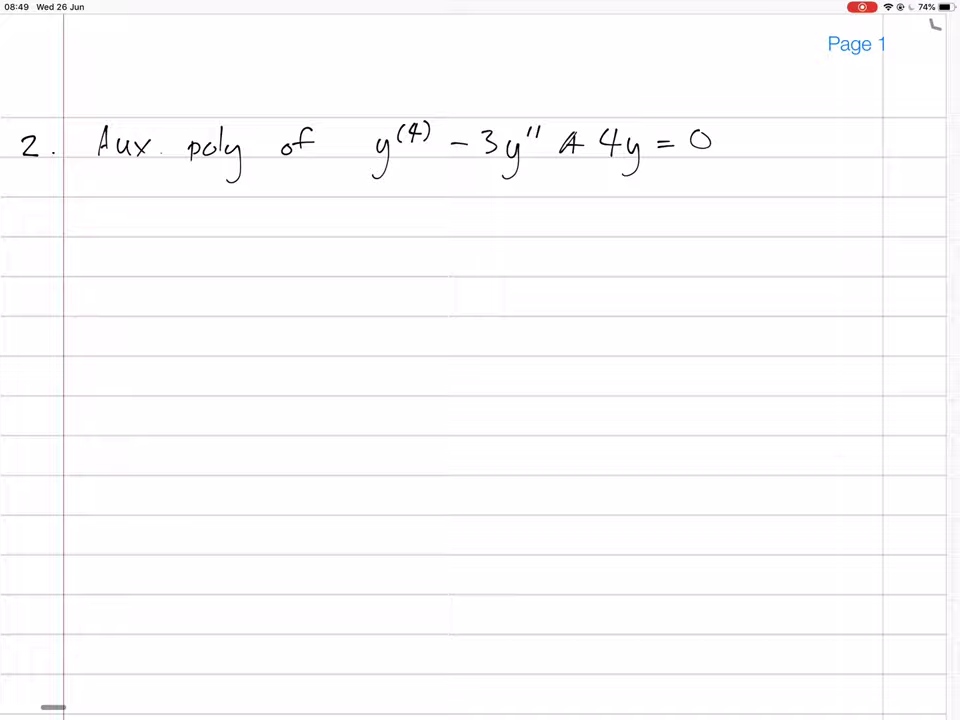 08:49 Wed 26 Jun 74%
Page 1
2. Aux. poly of y⁽⁴⁾ - 3y'' 4y = 0